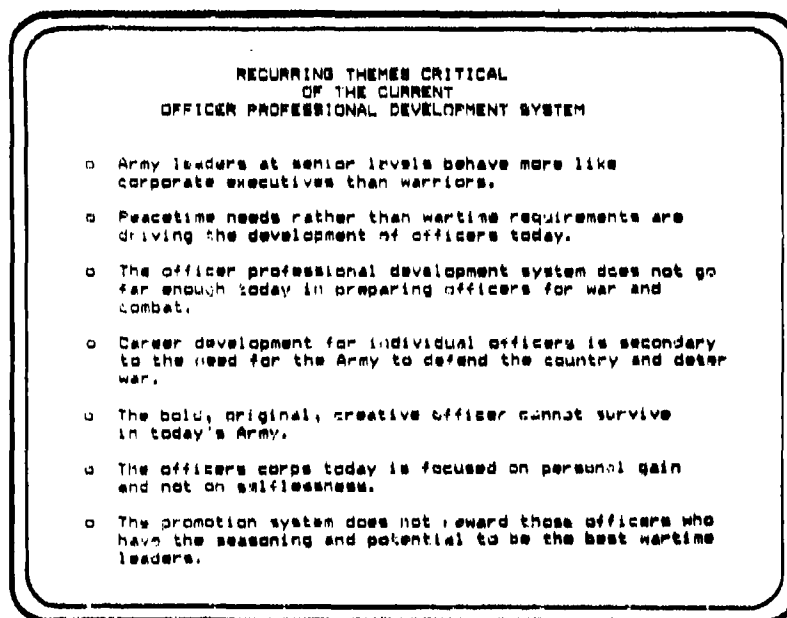 RECURRING THEMES CRITICAL
OF THE CURRENT
OFFICER PROFESSIONAL DEVELOPMENT SYSTEM
o Army leaders at senior levels behave more like
corporate executives than warriors.
o Peacetime needs rather than wartime requirements are
driving the development of officers today.
o The officer professional development system does not go
far enough today in preparing officers for war and
combat.
o Career development for individual officers is secondary
to the need for the Army to defend the country and deter
war.
o The bold, original, creative officer cannot survive
in today's Army.
o The officers corps today is focused on personal gain
and not on selflessness.
o The promotion system does not reward those officers who
have the seasoning and potential to be the best wartime
leaders.